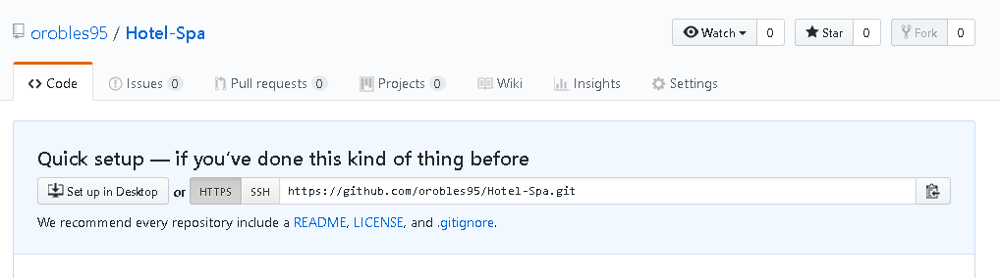 orobles95 / Hotel-Spa Watch 0 Star 0 Fork 0
Code Issues 0 Pull requests 0 Projects 0 Wiki Insights Settings
Quick setup — if you've done this kind of thing before
Set up in Desktop or HTTPS SSH https://github.com/orobles95/Hotel-Spa.git
We recommend every repository include a README, LICENSE, and .gitignore.